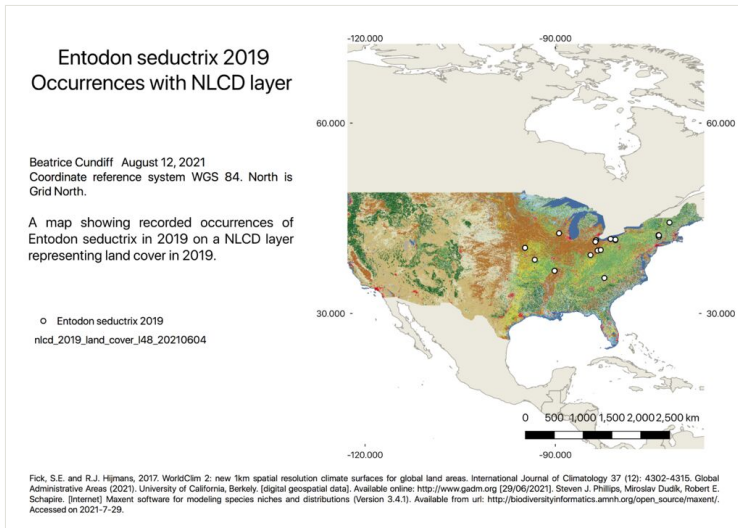 Entodon seductrix 2019
Occurrences with NLCD layer
Beatrice Cundiff August 12, 2021
Coordinate reference system WGS 84. North is
Grid North.
A map showing recorded occurrences of
Entodon seductrix in 2019 on a NLCD layer
representing land cover in 2019.
Entodon seductrix 2019
nlcd_2019_land_cover_l48_20210604
-120.000 -90.000
60.000 60.000
30.000 30.000
0 500 1,000 1,500 2,000 2,500 km
-120.000 -90.000
Fick, S.E. and R.J. Hijmans, 2017. WorldClim 2: new 1km spatial resolution climate surfaces for global land areas. International Journal of Climatology 37 (12): 4302-4315. Global
Administrative Areas (2021). University of California, Berkely. [digital geospatial data]. Available online: http://www.gadm.org [29/06/2021]. Steven J. Phillips, Miroslav Dudík, Robert E.
Schapire. [Internet] Maxent software for modeling species niches and distributions (Version 3.4.1). Available from url: http://biodiversityinformatics.amnh.org/open_source/maxent/.
Accessed on 2021-7-29.